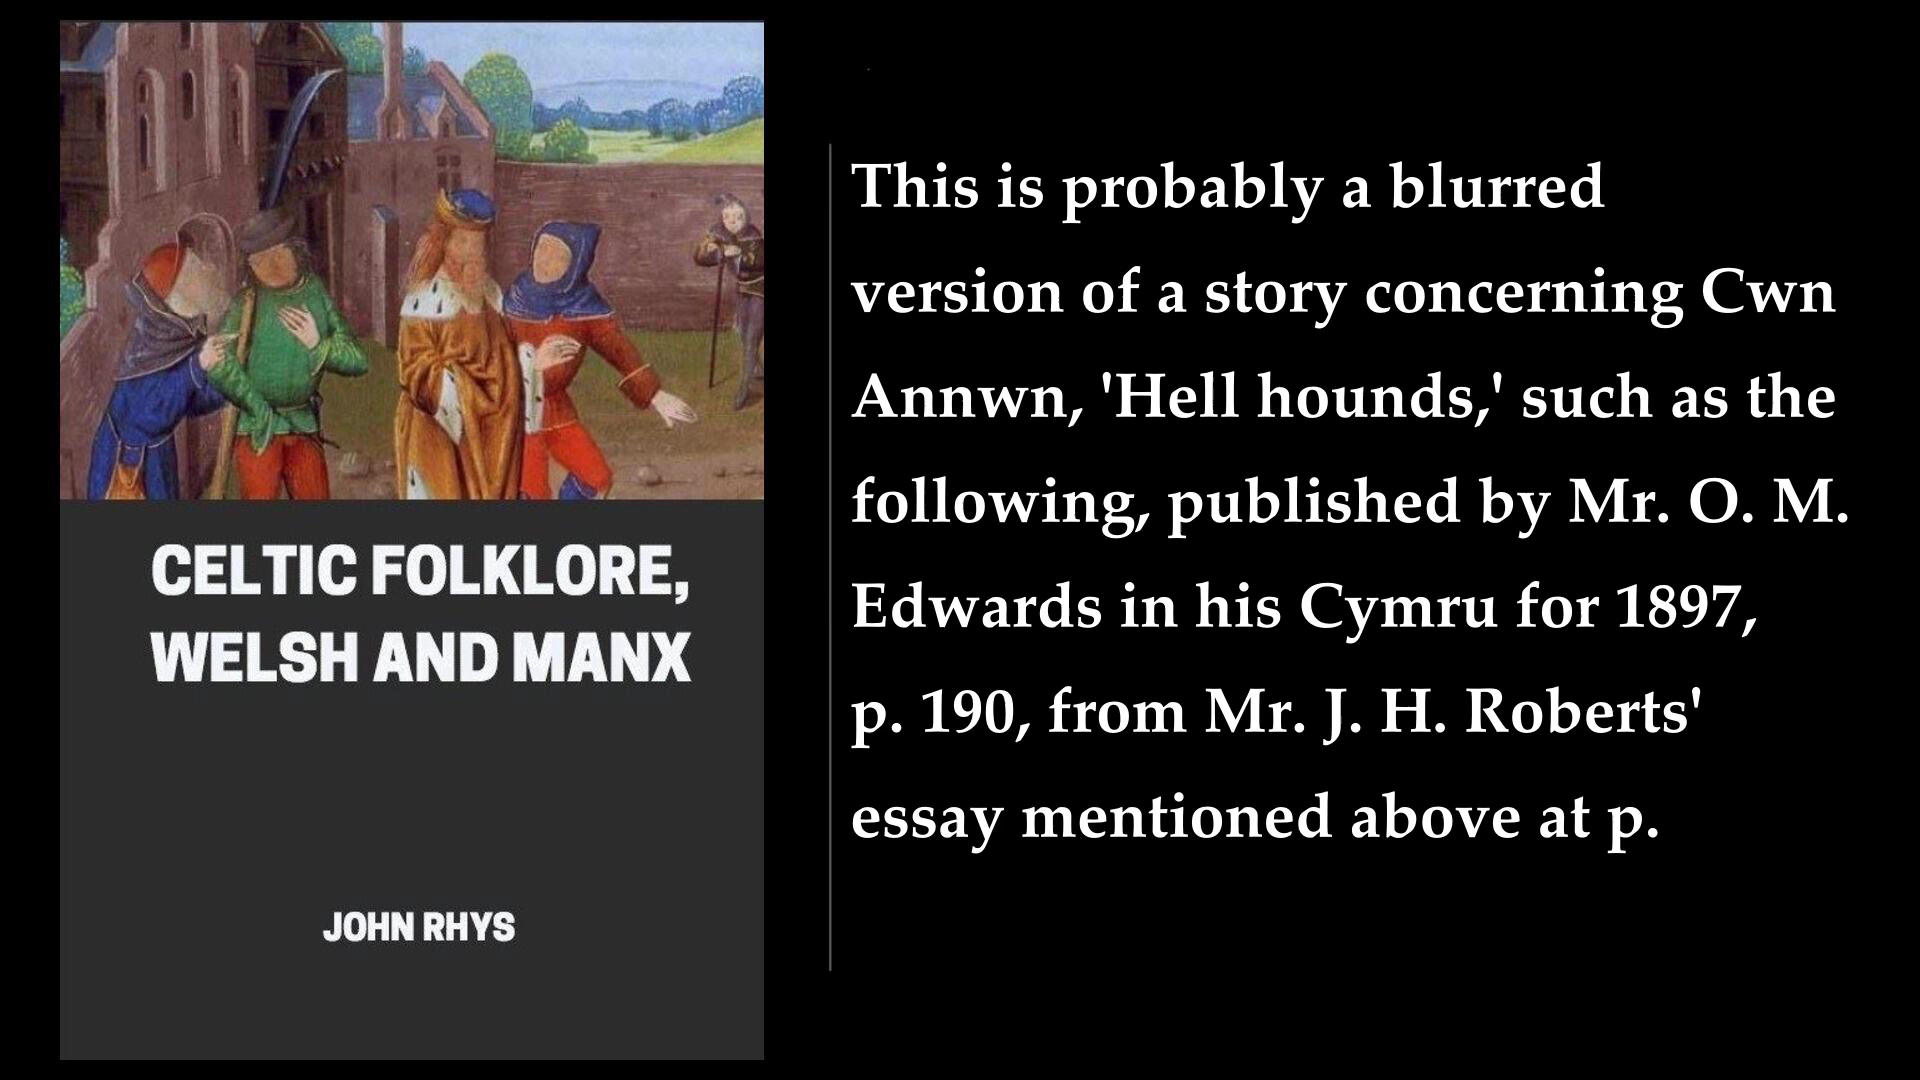 CELTIC FOLKLORE,
WELSH AND MANX
JOHN RHYS
This is probably a blurred
version of a story concerning Cwn
Annwn, 'Hell hounds,' such as the
following, published by Mr. O. M.
Edwards in his Cymru for 1897,
p. 190, from Mr. J. H. Roberts'
essay mentioned above at p.